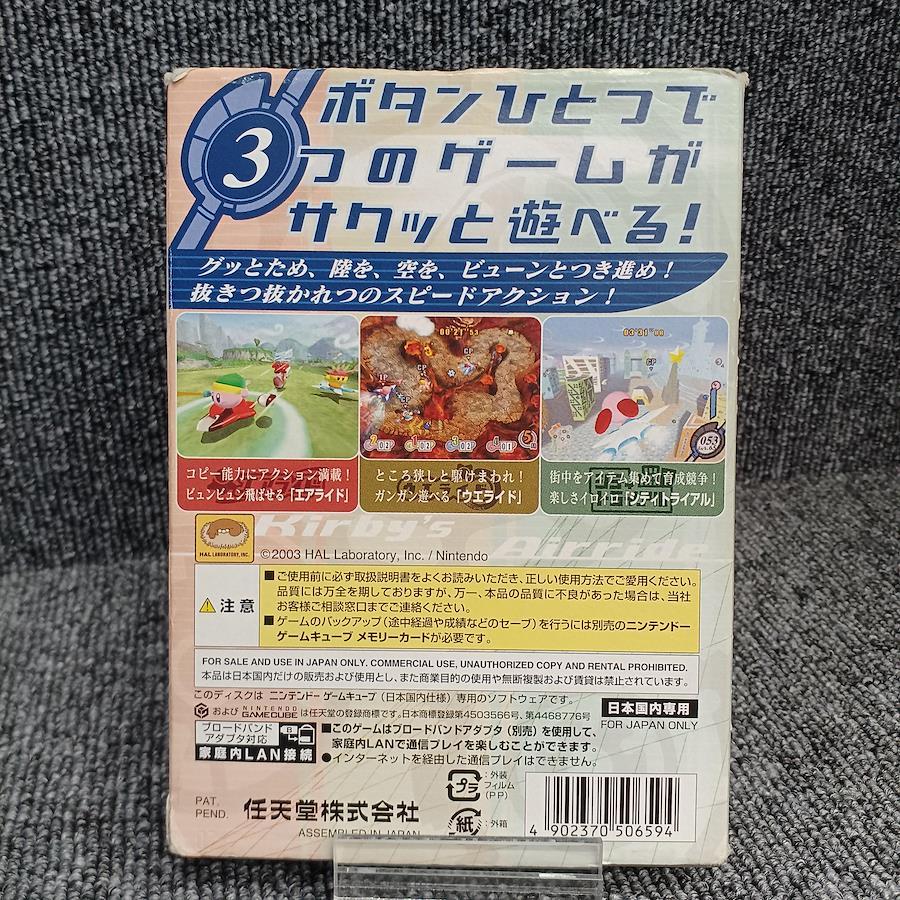 ボタンひとつで
3つのゲームが
サクッと遊べる!
グッとため、陸を、空を、ビューンとつき進め!
抜きつ抜かれつのスピードアクション!
00'21"53
03'31"00
CP
053
コピー能力にアクション満載!
ビュンビュン飛ばせる「エアライド」
ところ狭しと駆けまわれ!
ガンガン遊べる「ウエライド」
街中をアイテム集めて育成競争!
楽しさイロイロ「シティトライアル」
Kirby's Airride
HAL LABORATORY, INC.
©2003 HAL Laboratory, Inc. / Nintendo
注意
■ご使用前に必ず取扱説明書をよくお読みいただき、正しい使用方法でご愛用ください。
品質には万全を期しておりますが、万一、本品の品質に不良があった場合は、当社
お客様ご相談窓口までご連絡ください。
■ゲームのバックアップ(途中経過や成績などのセーブ)を行うには別売のニンテンドー
ゲームキューブ メモリーカードが必要です。
FOR SALE AND USE IN JAPAN ONLY. COMMERCIAL USE, UNAUTHORIZED COPY AND RENTAL PROHIBITED.
本品は日本国内だけの販売および使用とし、また商業目的の使用や無断複製および賃貸は禁止されています。
このディスクは ニンテンドー ゲームキューブ(日本国内仕様)専用のソフトウェアです。
および NINTENDO GAMECUBE は任天堂の登録商標です。日本商標登録第4503566号、第4468776号
日本国内専用
FOR JAPAN ONLY
ブロードバンド
アダプタ対応
家庭内LAN接続
■このゲームはブロードバンドアダプタ(別売)を使用して、
家庭内LANで通信プレイを楽しむことができます。
●インターネットを経由した通信プレイはできません。
PAT.
PEND.
任天堂株式会社
ASSEMBLED IN JAPAN
プラ
:外装
フィルム
(PP)
紙
:外箱
4 902370 506594